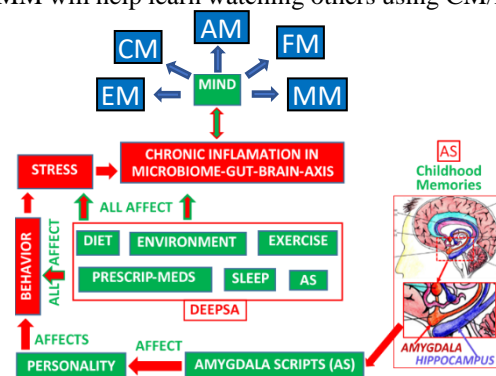 MM will help learn watching others using CM/
AM
CM
FM
MIND
EM
MM
AS
Childhood
Memories
STRESS
CHRONIC INFLAMATION IN
MICROBIOME-GUT-BRAIN-AXIS
ALL AFFECT
BEHAVIOR
ALL AFFECT
DIET
ENVIRONMENT
EXERCISE
PRESCRIP-MEDS
SLEEP
AS
DEEPSA
AMYGDALA
HIPPOCAMPUS
AFFECTS
AFFECT
PERSONALITY
AMYGDALA SCRIPTS (AS)